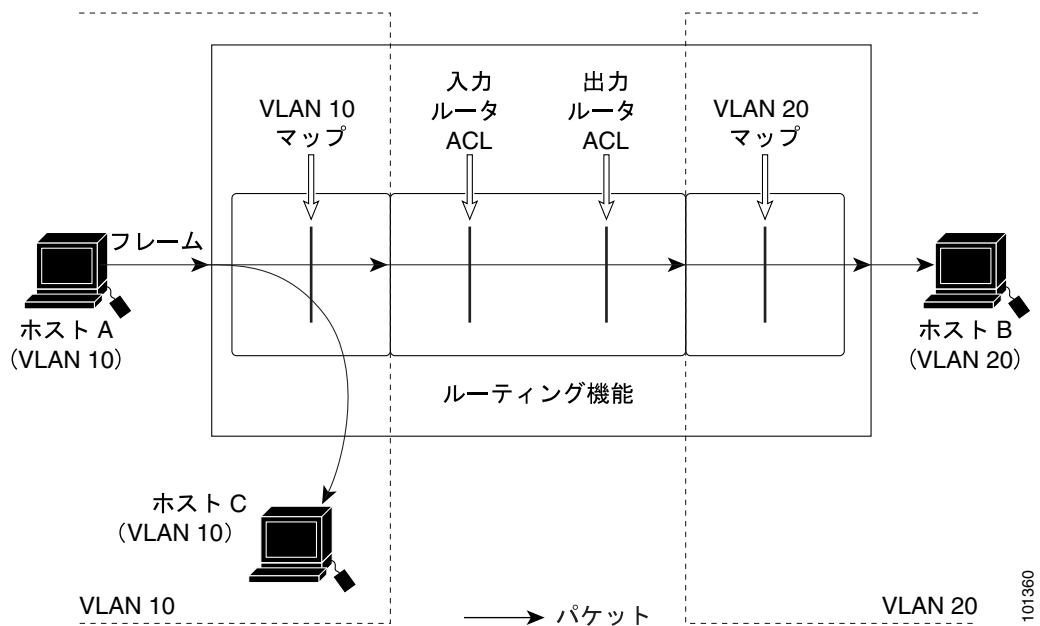 VLAN 10
マップ
入力
ルータ
ACL
出力
ルータ
ACL
VLAN 20
マップ
フレーム
ホスト A
(VLAN 10)
ホスト B
(VLAN 20)
ルーティング機能
ホスト C
(VLAN 10)
VLAN 10
パケット
VLAN 20
101360